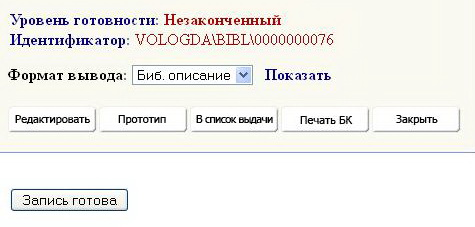 Уровень готовности: Незаконченный
Идентификатор: VOLOGDA\BIBL\0000000076
Формат вывода: Биб. описание Показать
Редактировать Прототип В список выдачи Печать БК Закрыть
Запись готова